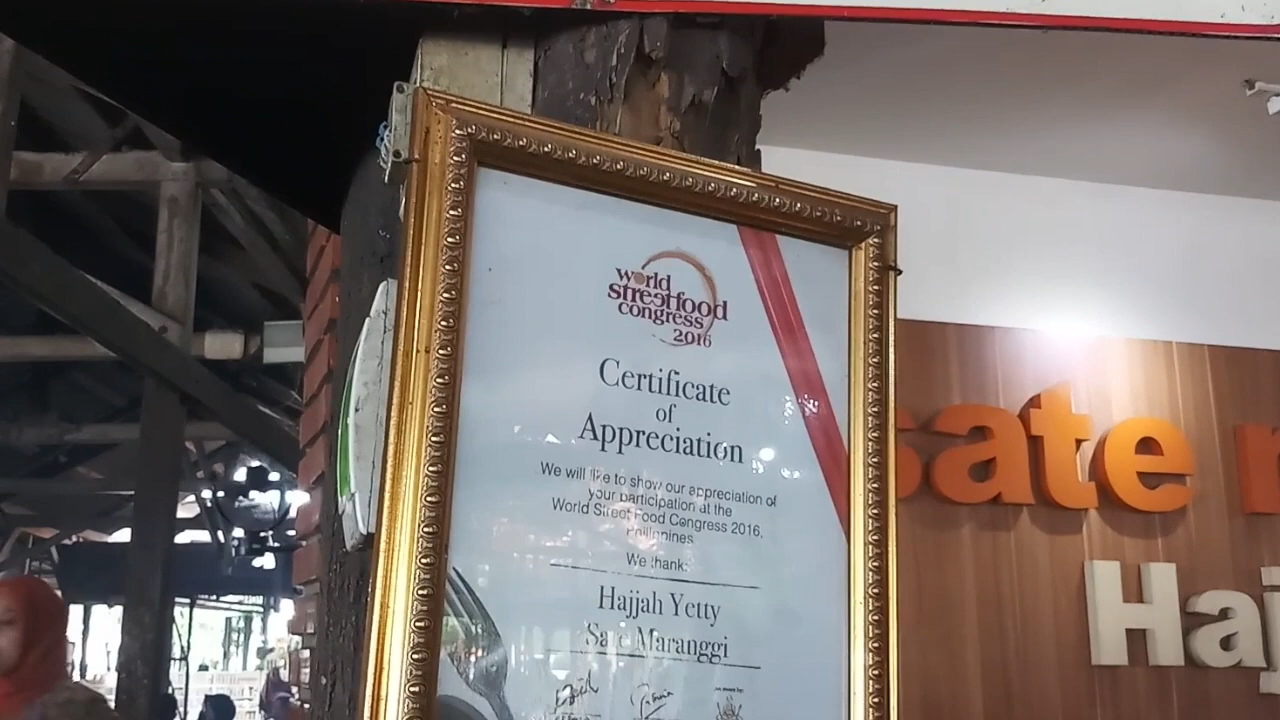 world
streetfood
congress
2016
Certificate
of
Appreciation
We will like to show our appreciation of
your participation at the
World Street Food Congress 2016,
Philippines
We thank:
Hajjah Yetty
Sate Maranggi
sate
Haj